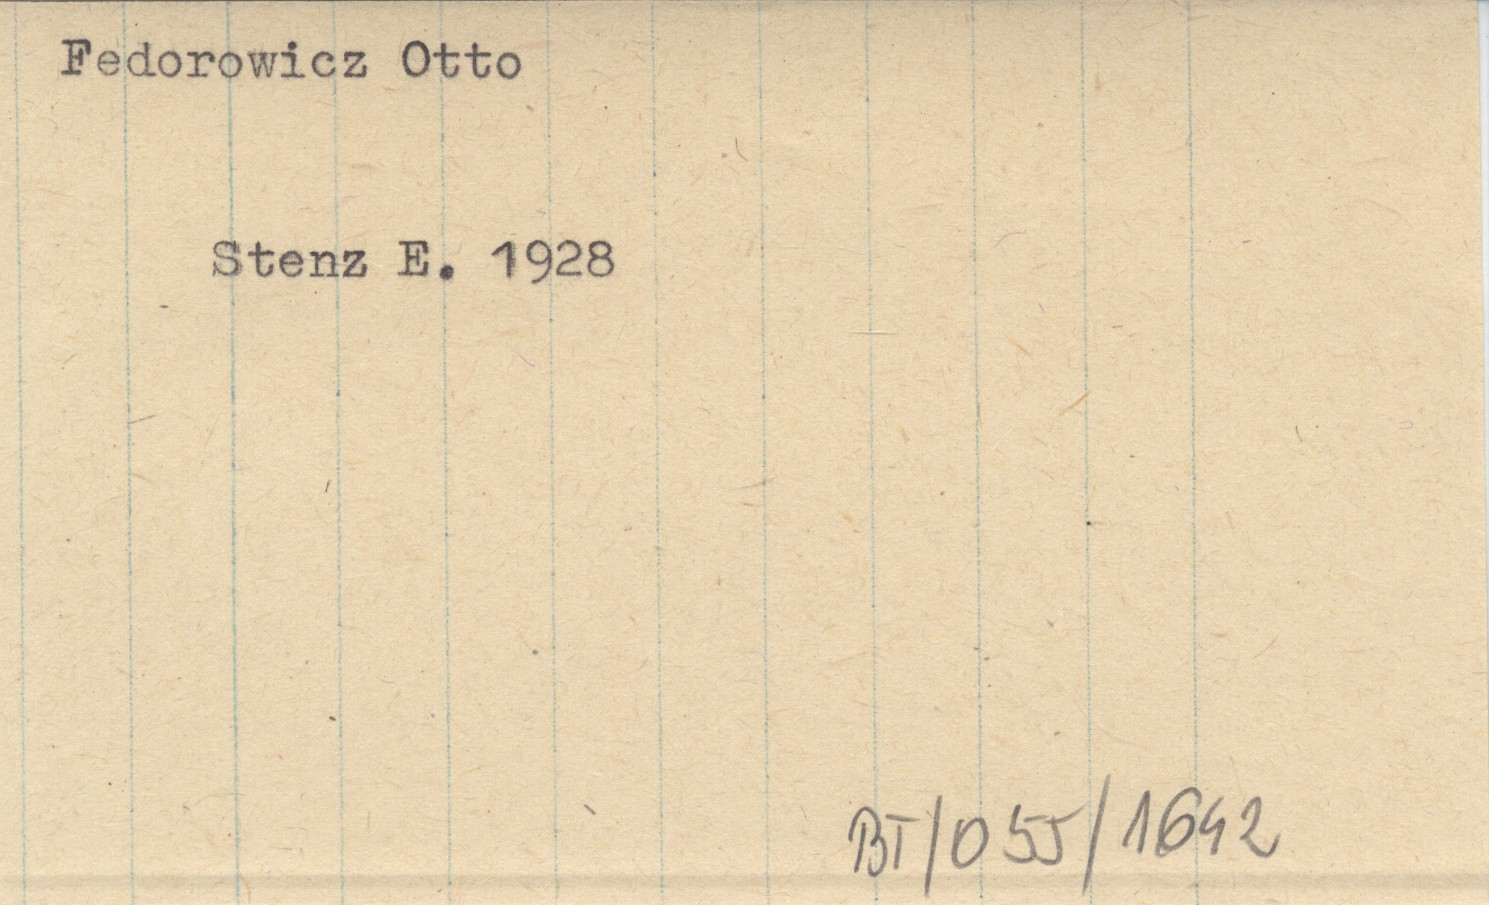 Fedorowicz Otto
Stenz E. 1928
BT/055/1642